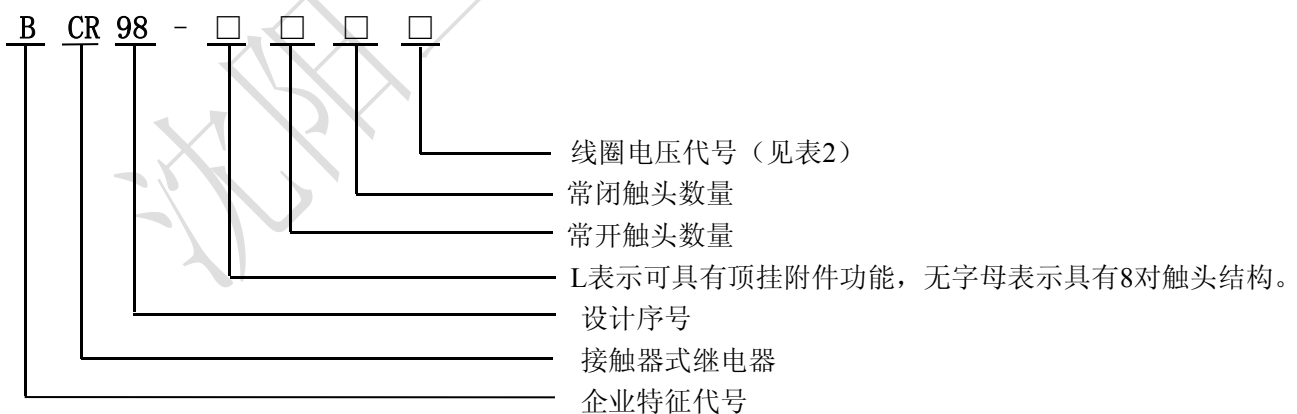 B CR 98 - □ □ □ □
线圈电压代号（见表2）
常闭触头数量
常开触头数量
L表示可具有顶挂附件功能，无字母表示具有8对触头结构。
设计序号
接触器式继电器
企业特征代号
沈阳